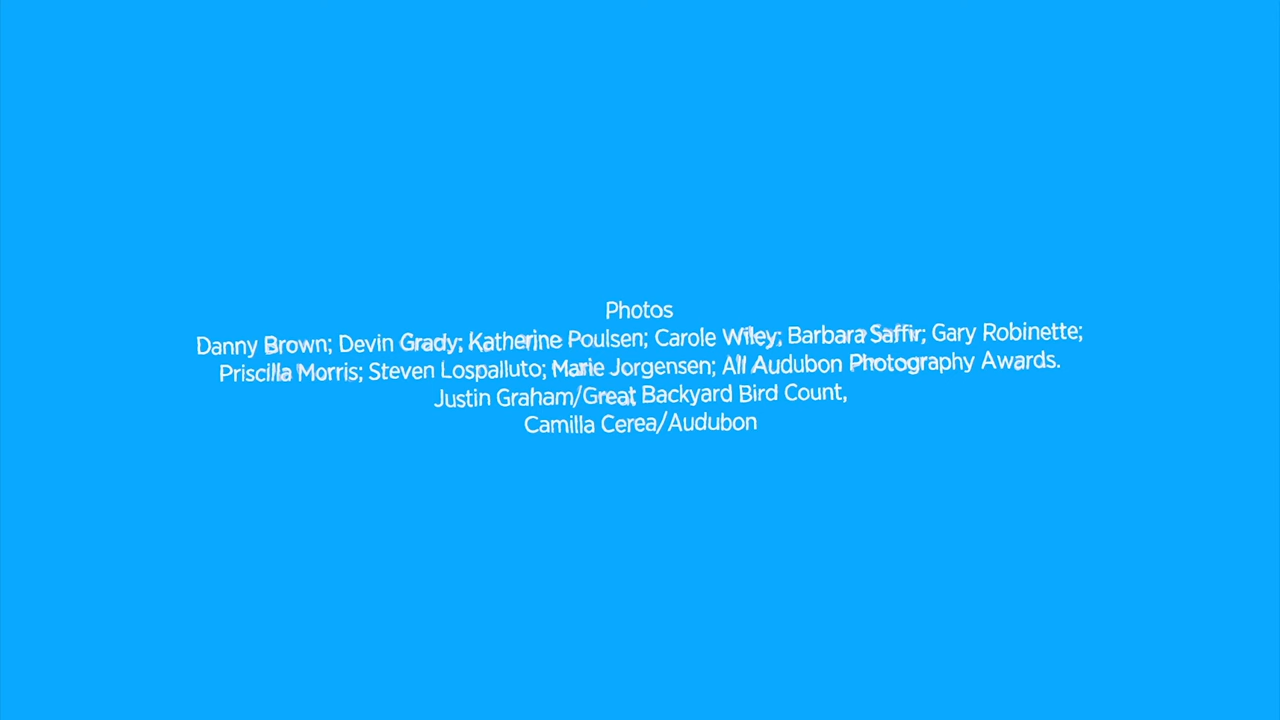 Photos
Danny Brown; Devin Grady; Katherine Poulsen; Carole Wiley; Barbara Saffir; Gary Robinette;
Priscilla Morris; Steven Lospalluto; Marie Jorgensen; All Audubon Photography Awards.
Justin Graham/Great Backyard Bird Count,
Camilla Cerea/Audubon